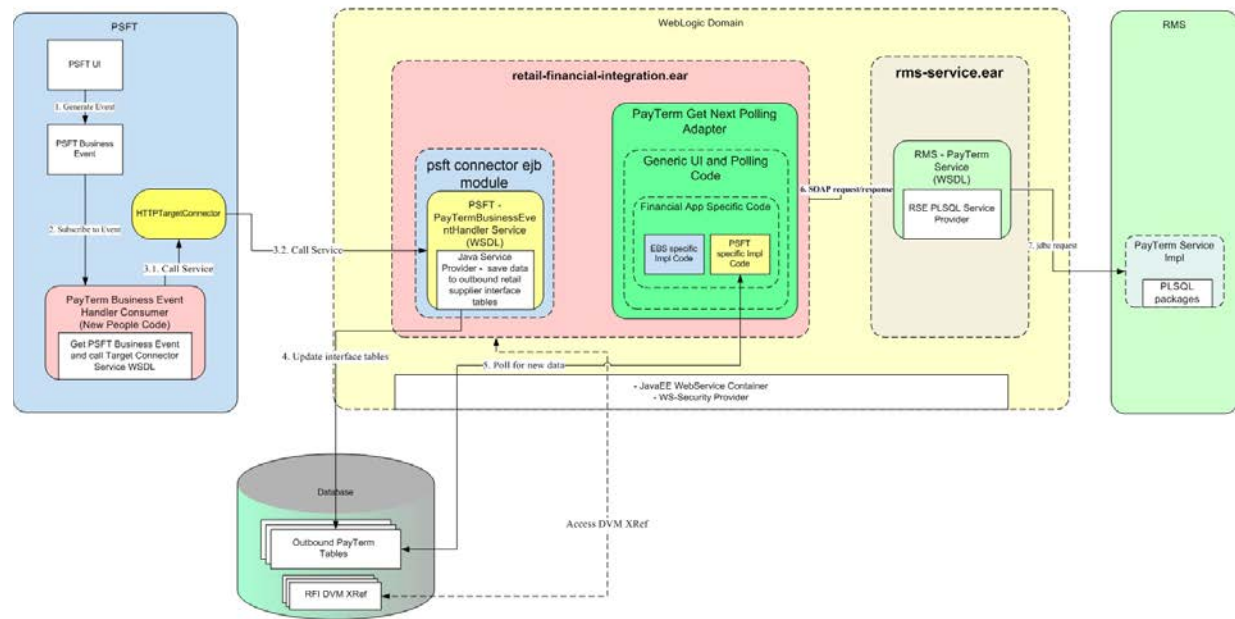 PSFT
PSFT UI
1. Generate Event
PSFT Business
Event
2. Subscribe to Event
HTTPTargetConnector
3.1. Call Service
PayTerm Business Event
Handler Consumer
(New People Code)
Get PSFT Business Event
and call Target Connector
Service WSDL
3.2. Call Service
WebLogic Domain
retail-financial-integration.ear
psft connector ejb
module
PSFT -
PayTermBusinessEve
ntHandler Service
(WSDL)
Java Service
Provider - save data
to outbound retail
supplier interface
tables
PayTerm Get Next Polling
Adapter
Generic UI and Polling
Code
Financial App Specific Code
EBS specific
Impl Code
PSFT
specific Impl
Code
6. SOAP request/response
rms-service.ear
RMS - PayTerm
Service
(WSDL)
RSE PLSQL Service
Provider
7. jdbc request
RMS
PayTerm Service
Impl
PLSQL
packages
4. Update interface tables
5. Poll for new data
- JavaEE WebService Container
- WS-Security Provider
Database
Outbound PayTerm
Tables
RFI DVM XRef
Access DVM XRef